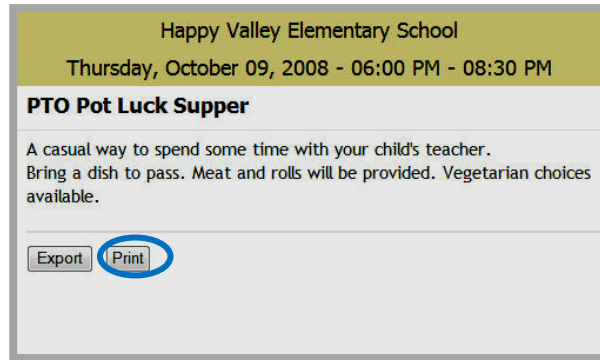 Happy Valley Elementary School
Thursday, October 09, 2008 - 06:00 PM - 08:30 PM
PTO Pot Luck Supper
A casual way to spend some time with your child's teacher.
Bring a dish to pass. Meat and rolls will be provided. Vegetarian choices
available.
Export Print